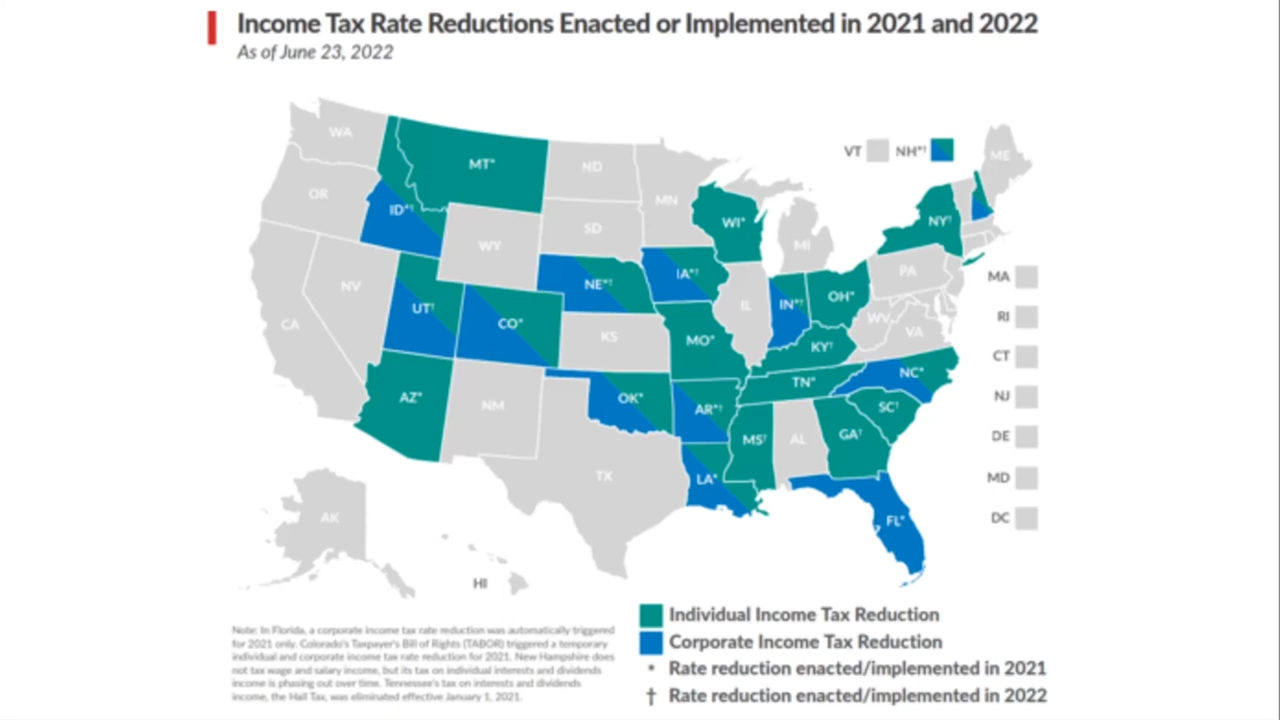 Income Tax Rate Reductions Enacted or Implemented in 2021 and 2022
As of June 23, 2022
WA
MT*
ND
MN
VT
NH*†
ME
OR
ID*†
SD
WI*
MI
NY†
WY
NV
NE*†
IA*†
IL
IN*†
OH*
PA
MA
CA
UT†
CO*
KS
MO*
KY†
WV
VA
RI
CT
AZ*
NM
OK*
AR*†
TN*
NC*
NJ
SC†
MS†
AL
GA†
DE
TX
LA*
MD
AK
FL*
DC
HI
Individual Income Tax Reduction
Corporate Income Tax Reduction
* Rate reduction enacted/implemented in 2021
† Rate reduction enacted/implemented in 2022
Note: In Florida, a corporate income tax rate reduction was automatically triggered
for 2021 only. Colorado's Taxpayer's Bill of Rights (TABOR) triggered a temporary
individual and corporate income tax rate reduction for 2021. New Hampshire does
not tax wage and salary income, but its tax on individual interests and dividends
income is phasing out over time. Tennessee's tax on interests and dividends
income, the Hall Tax, was eliminated effective January 1, 2021.